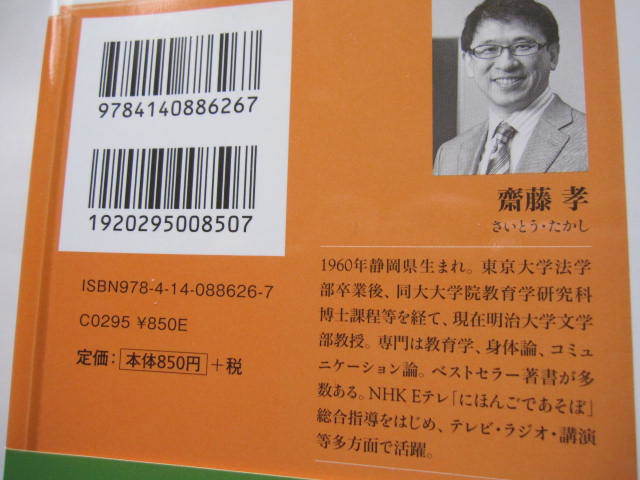 9784140886267
1920295008507
ISBN978-4-14-088626-7
C0295 ¥850E
定価：本体850円+税
齋藤 孝
さいとう・たかし
1960年静岡県生まれ。東京大学法学
部卒業後、同大大学院教育学研究科
博士課程等を経て、現在明治大学文学
部教授。専門は教育学、身体論、コミュ
ニケーション論。ベストセラー著書が多
数ある。NHK Eテレ「にほんごであそぼ」
総合指導をはじめ、テレビ・ラジオ・講演
等多方面で活躍。